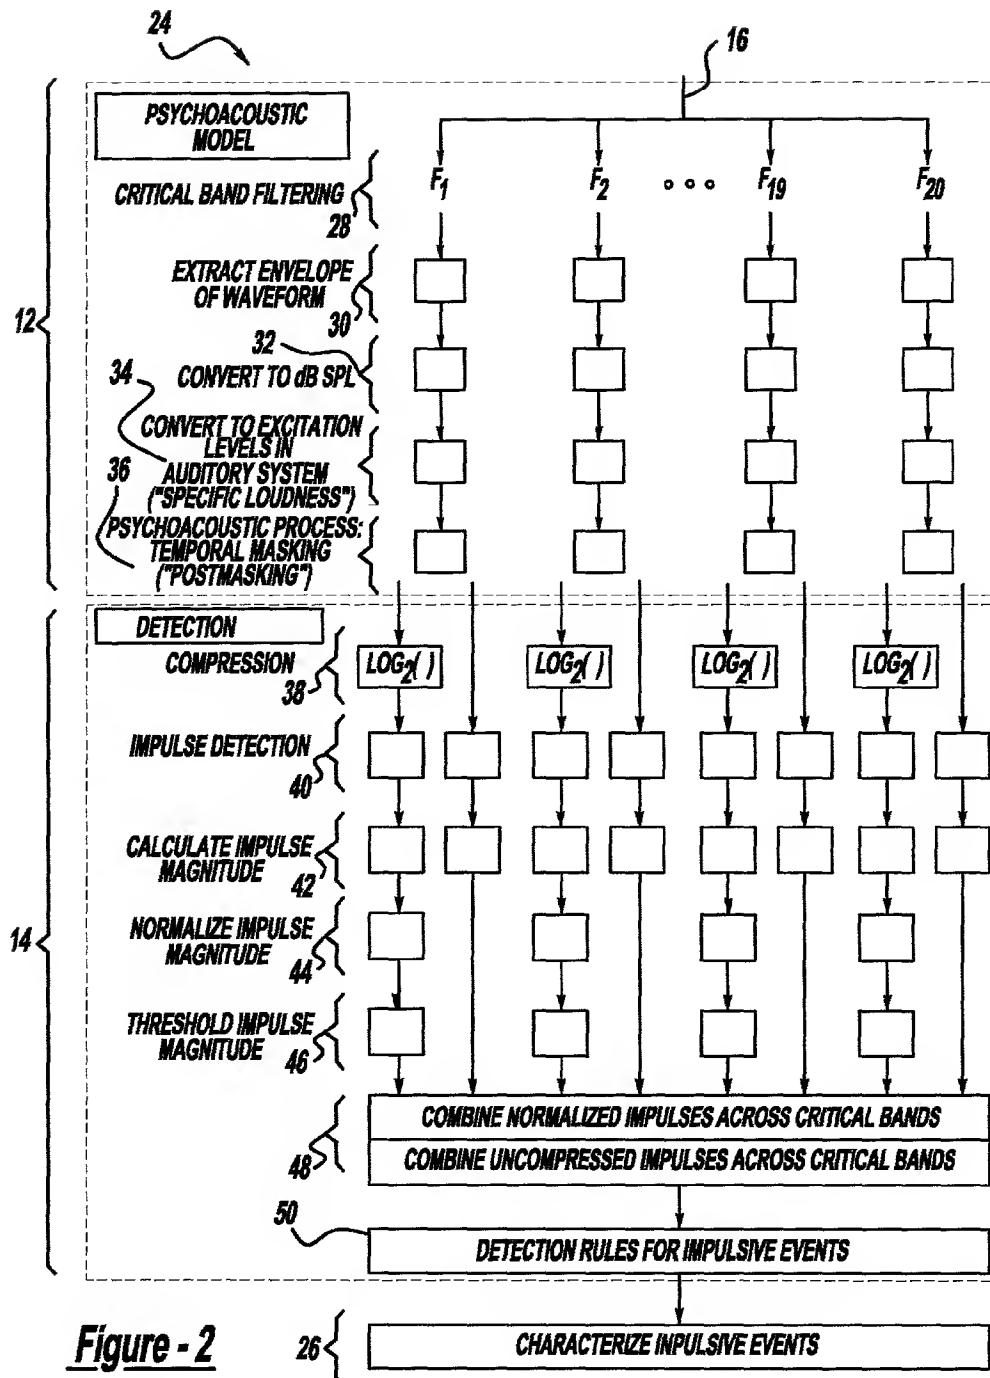 24
16
12
PSYCHOACOUSTIC
MODEL
CRITICAL BAND FILTERING
28
F1
F2
F19
F20
EXTRACT ENVELOPE
OF WAVEFORM
30
32
CONVERT TO dB SPL
34
CONVERT TO EXCITATION
LEVELS IN
AUDITORY SYSTEM
("SPECIFIC LOUDNESS")
36
PSYCHOACOUSTIC PROCESS:
TEMPORAL MASKING
("POSTMASKING")
14
DETECTION
COMPRESSION
38
LOG2( )
LOG2( )
LOG2( )
LOG2( )
IMPULSE DETECTION
40
CALCULATE IMPULSE
MAGNITUDE
42
NORMALIZE IMPULSE
MAGNITUDE
44
THRESHOLD IMPULSE
MAGNITUDE
46
48
COMBINE NORMALIZED IMPULSES ACROSS CRITICAL BANDS
COMBINE UNCOMPRESSED IMPULSES ACROSS CRITICAL BANDS
50
DETECTION RULES FOR IMPULSIVE EVENTS
26
CHARACTERIZE INPULSIVE EVENTS
Figure - 2